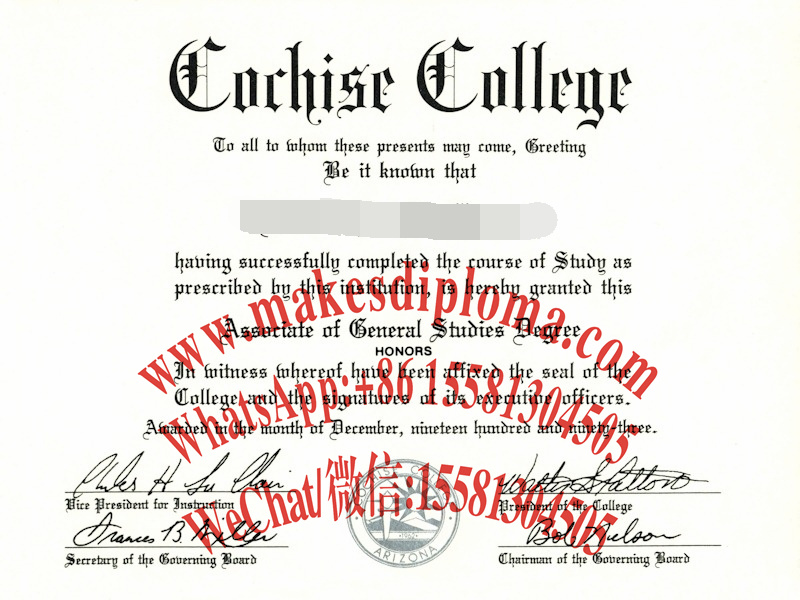 Cochise College
To all to whom these presents may come, Greeting
Be it known that
having successfully completed the course of Study as
prescribed by this institution, is hereby granted this
Associate of General Studies Degree
HONORS
In witness whereof have been affixed the seal of the
College and the signatures of its executive officers.
Awarded in the month of December, nineteen hundred and ninety-three.
www.makesdiploma.com
WhatsApp:+86 15581304505
WeChat/微信:15581304505
Vice President for Instruction
President of the College
Secretary of the Governing Board
Chairman of the Governing Board
ARIZONA
1962